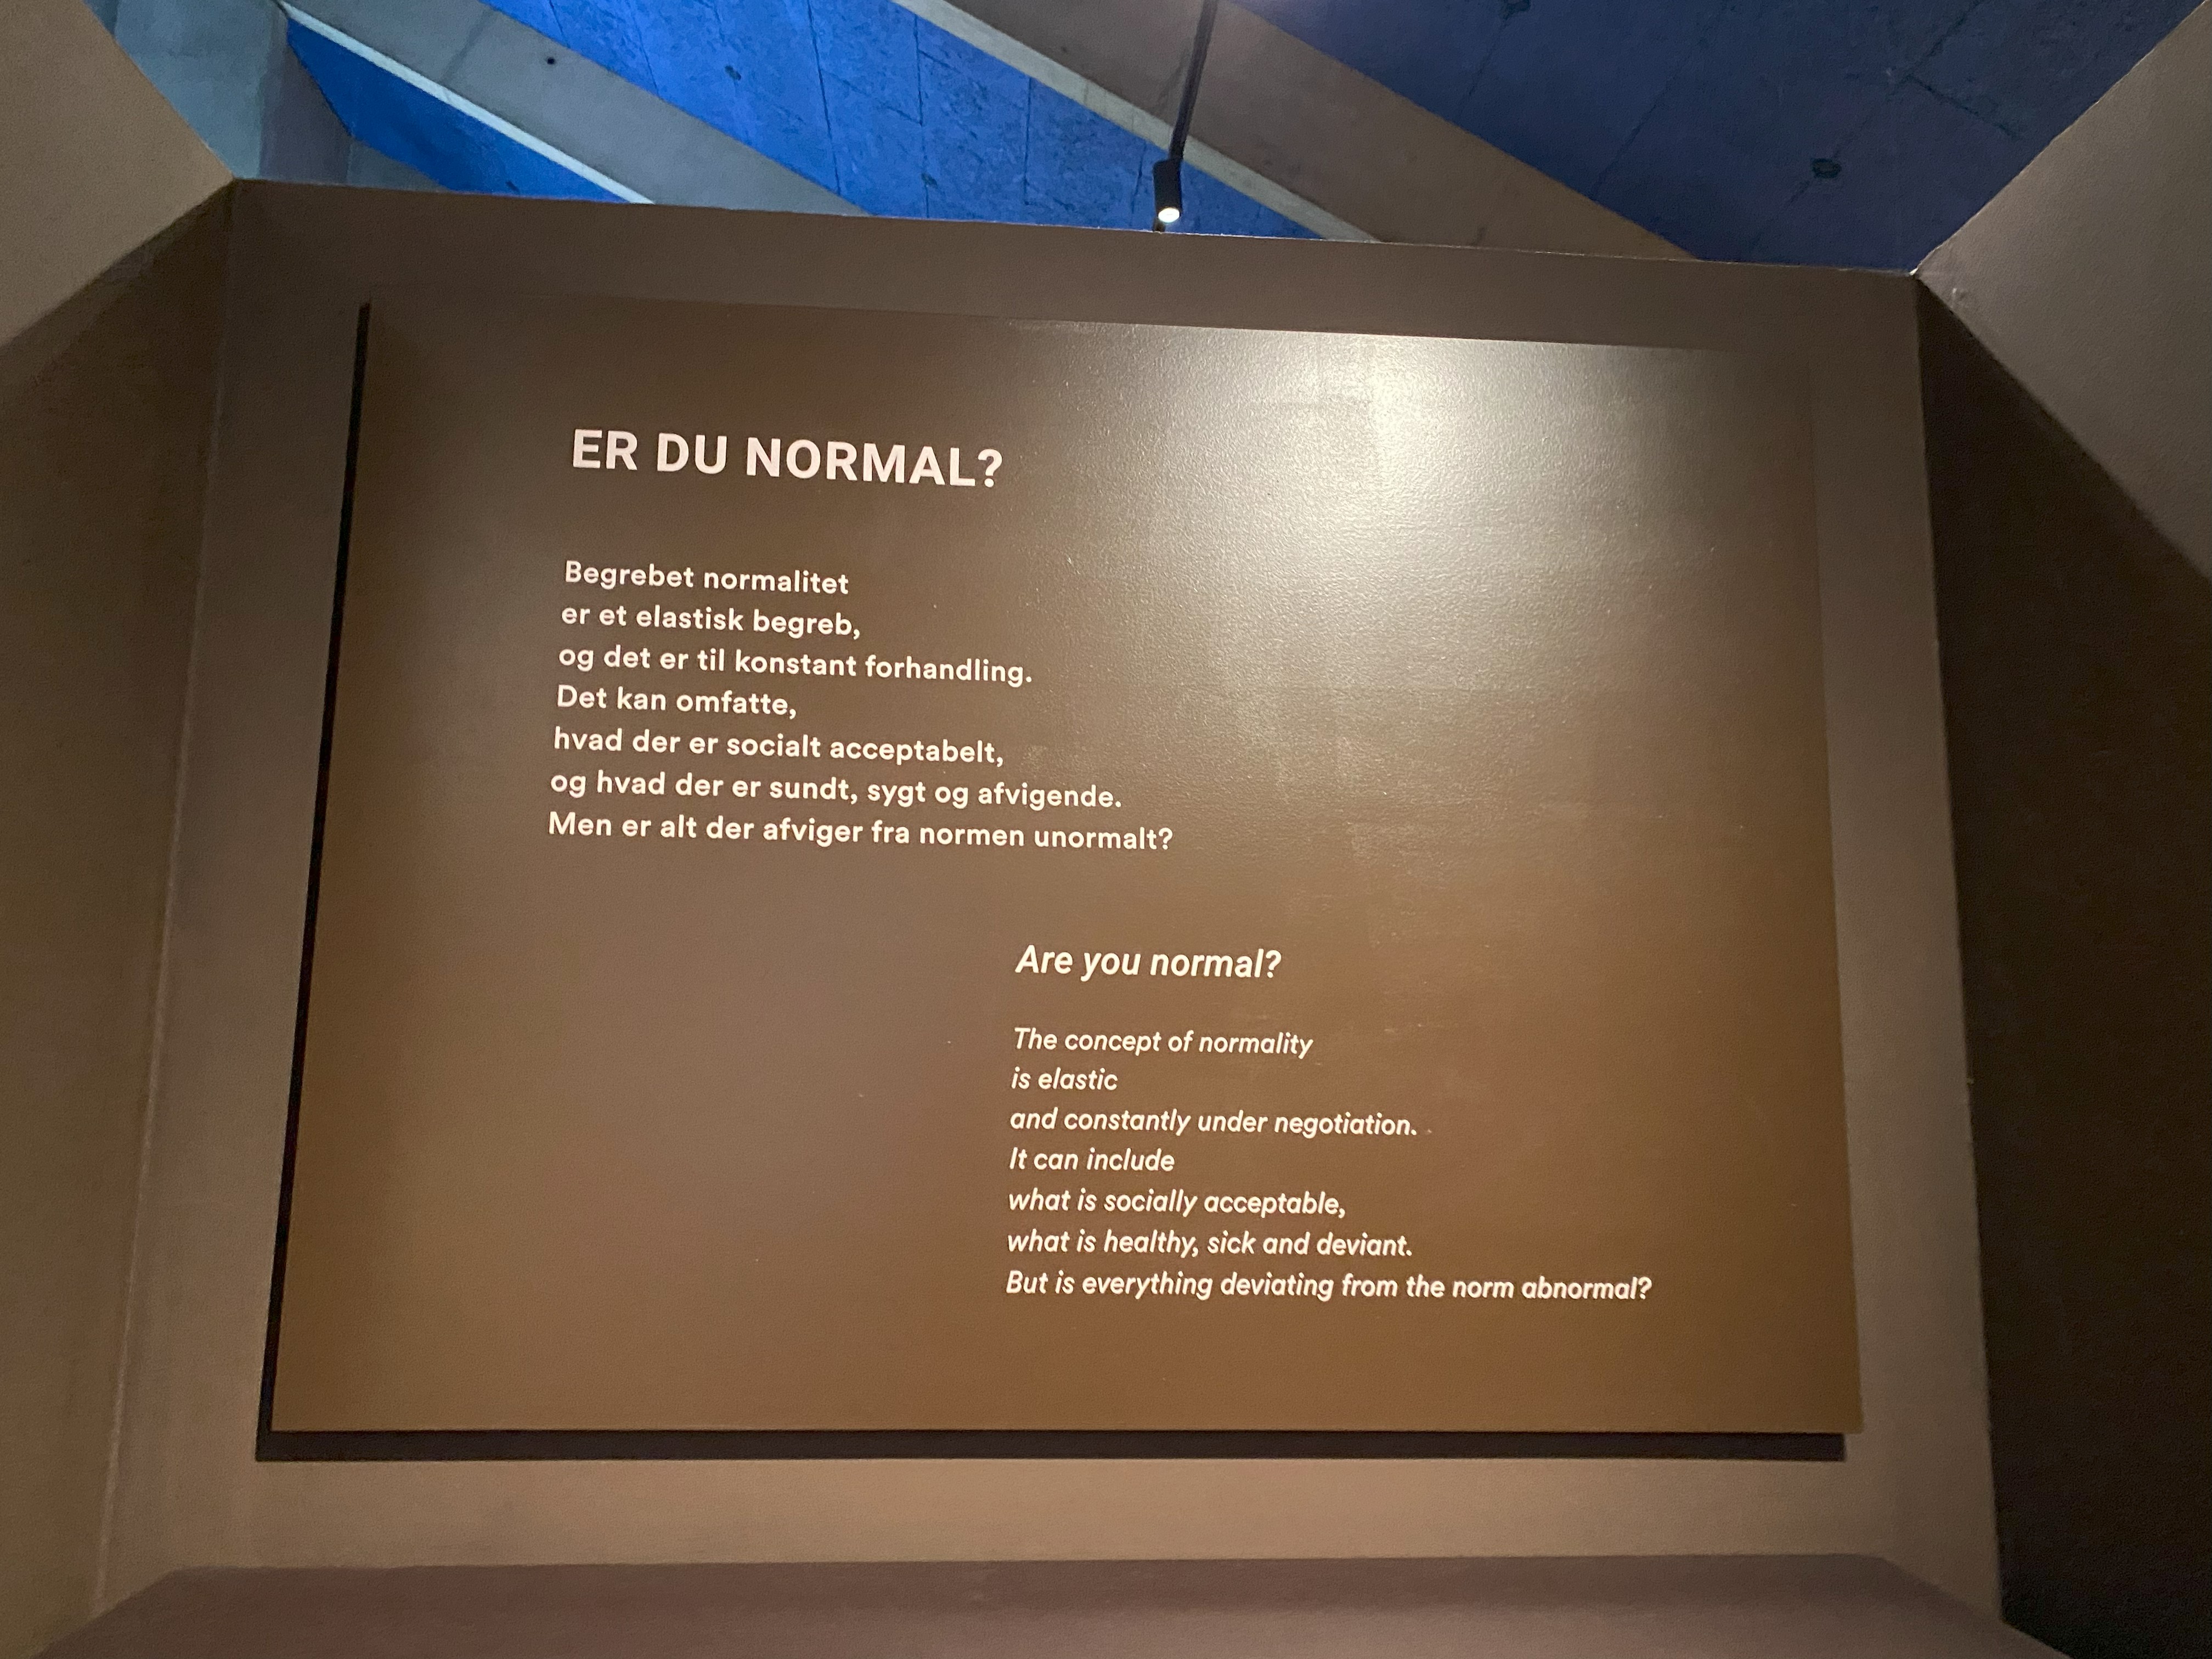 ER DU NORMAL?
Begrebet normalitet
er et elastisk begreb,
og det er til konstant forhandling.
Det kan omfatte,
hvad der er socialt acceptabelt,
og hvad der er sundt, sygt og afvigende.
Men er alt der afviger fra normen unormalt?
Are you normal?
The concept of normality
is elastic
and constantly under negotiation.
It can include
what is socially acceptable,
what is healthy, sick and deviant.
But is everything deviating from the norm abnormal?